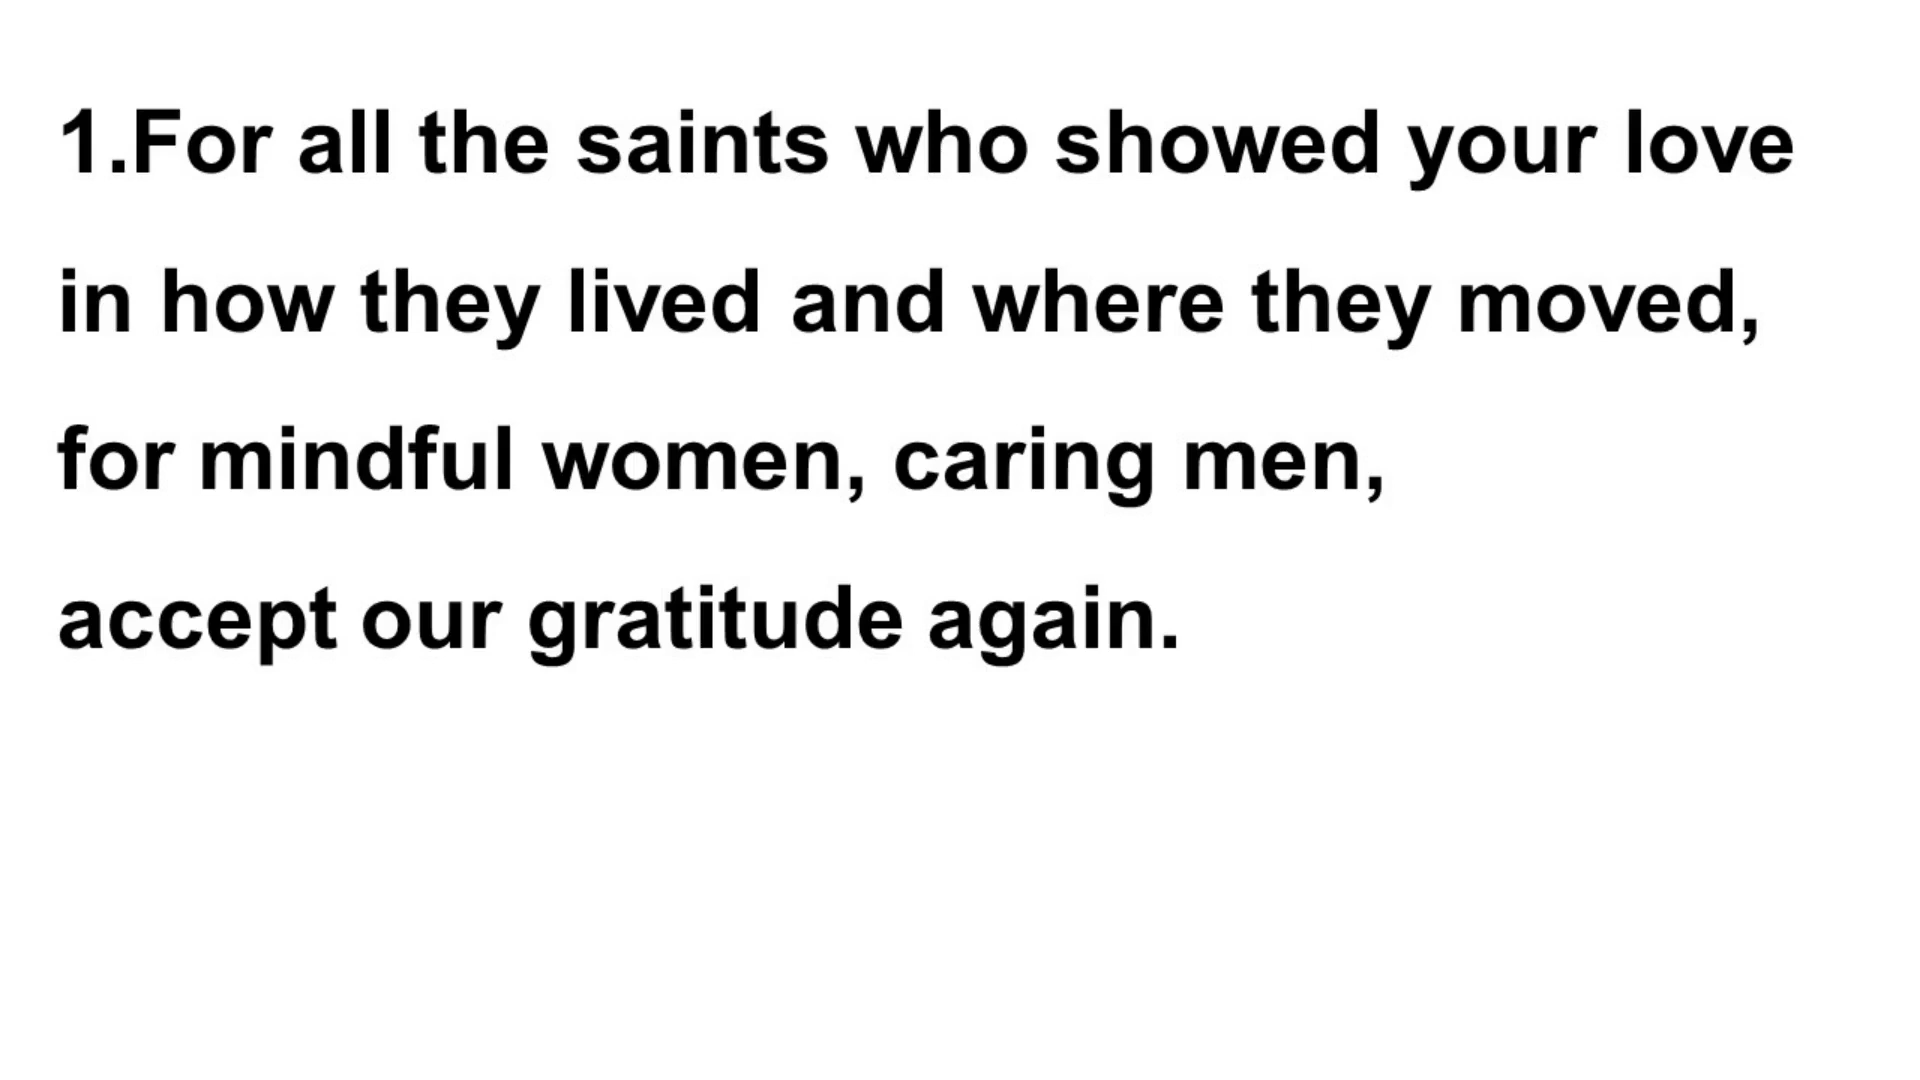 1.For all the saints who showed your love
in how they lived and where they moved,
for mindful women, caring men,
accept our gratitude again.